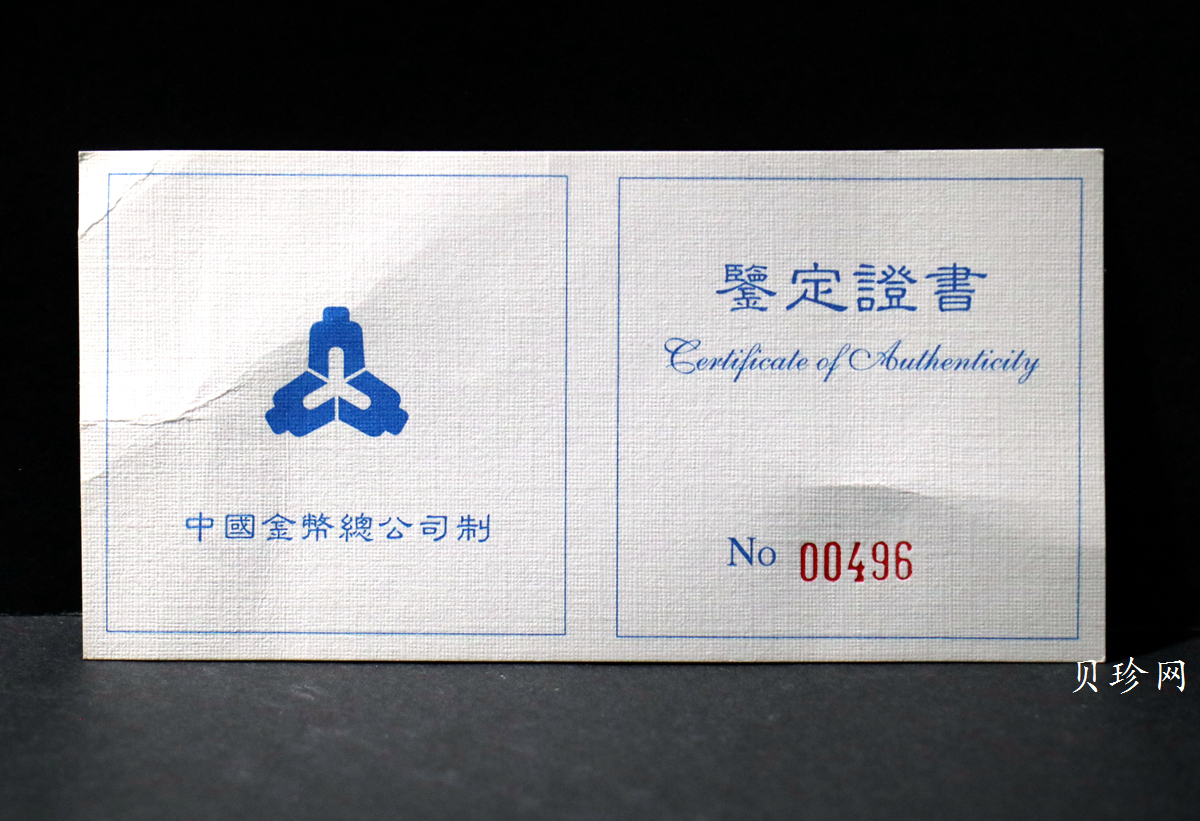 中國金幣總公司制
鑒定證書
Certificate of Authenticity
No 00496
贝珍网